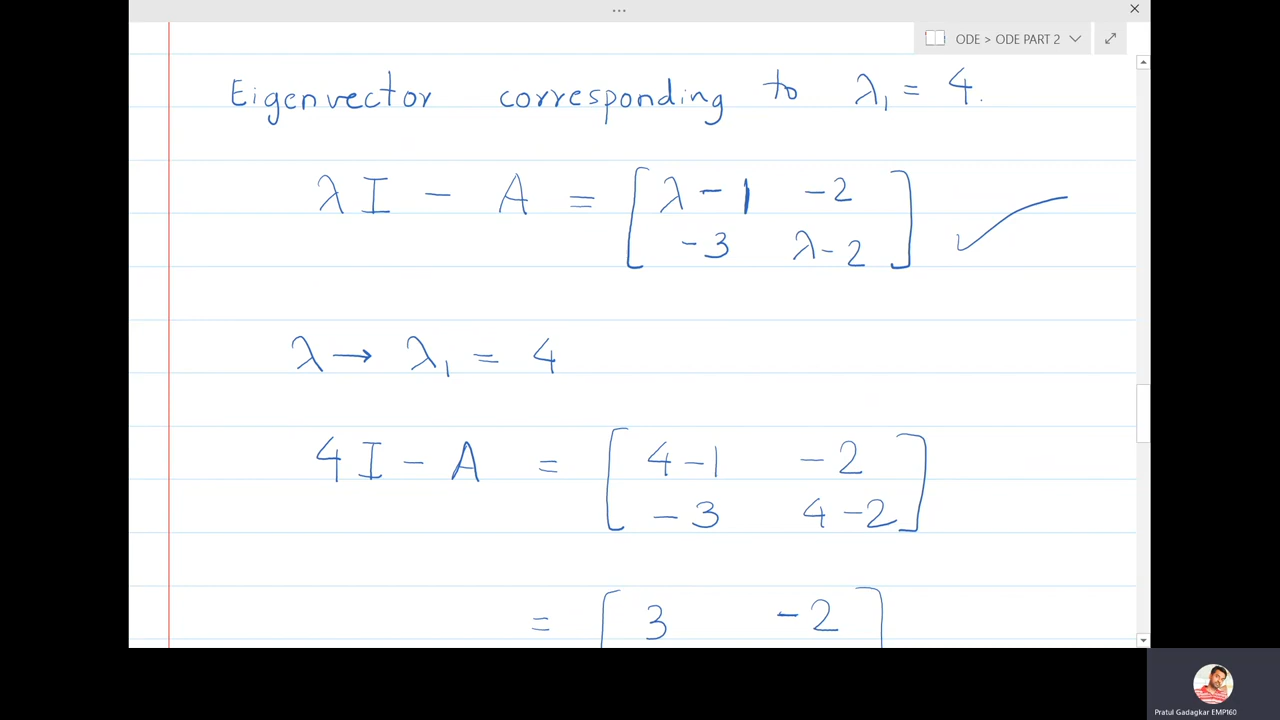 ...
ODE > ODE PART 2
Eigenvector corresponding to λ₁ = 4.
λI - A = [ λ - 1 -2
-3 λ - 2 ]
λ → λ₁ = 4
4I - A = [ 4 - 1 -2
-3 4 - 2 ]
= [ 3 -2 ]
Pratul Gadagkar EMP160